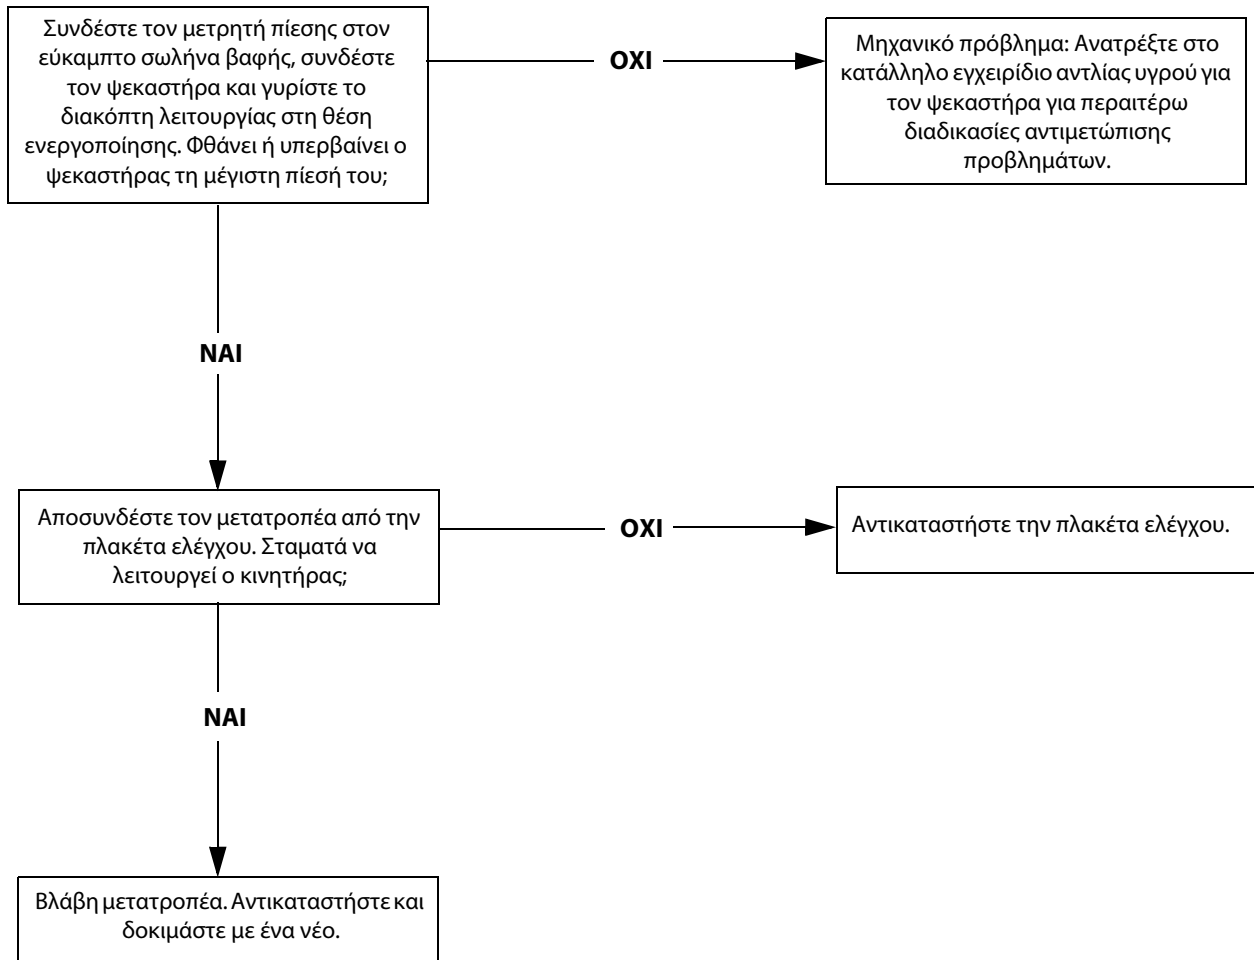 Συνδέστε τον μετρητή πίεσης στον
εύκαμπτο σωλήνα βαφής, συνδέστε
τον ψεκαστήρα και γυρίστε το
διακόπτη λειτουργίας στη θέση
ενεργοποίησης. Φθάνει ή υπερβαίνει ο
ψεκαστήρας τη μέγιστη πίεσή του;
ΟΧΙ
Μηχανικό πρόβλημα: Ανατρέξτε στο
κατάλληλο εγχειρίδιο αντλίας υγρού για
τον ψεκαστήρα για περαιτέρω
διαδικασίες αντιμετώπισης
προβλημάτων.
ΝΑΙ
Αποσυνδέστε τον μετατροπέα από την
πλακέτα ελέγχου. Σταματά να
λειτουργεί ο κινητήρας;
ΟΧΙ
Αντικαταστήστε την πλακέτα ελέγχου.
ΝΑΙ
Βλάβη μετατροπέα. Αντικαταστήστε και
δοκιμάστε με ένα νέο.